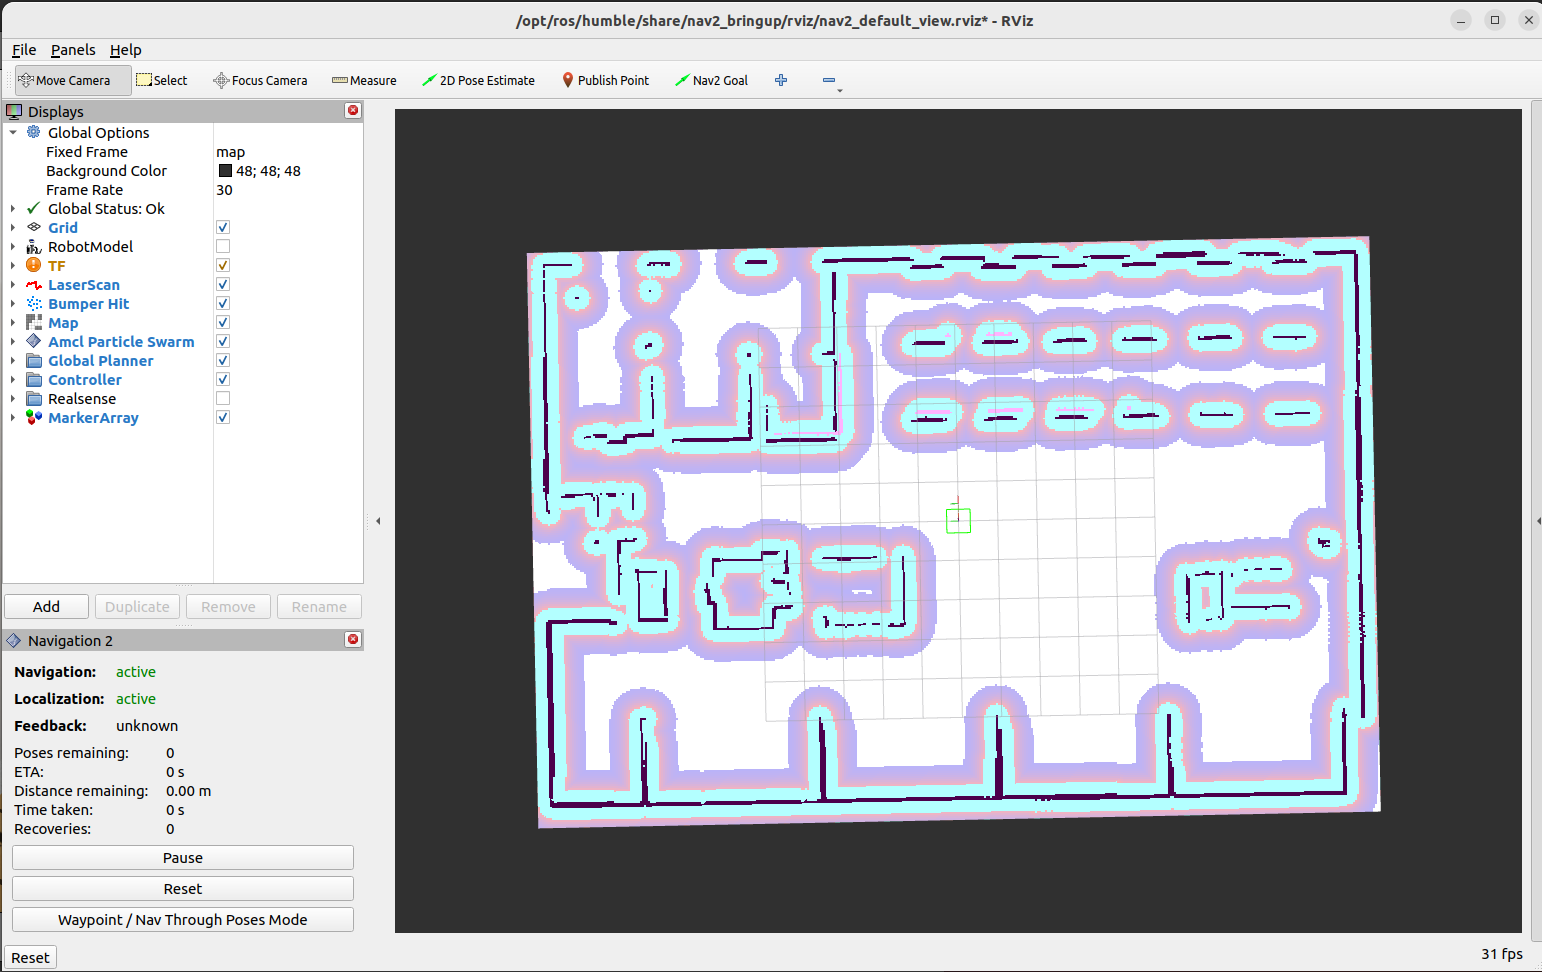 /opt/ros/humble/share/nav2_bringup/rviz/nav2_default_view.rviz* - RViz
File Panels Help
Move Camera Select Focus Camera Measure 2D Pose Estimate Publish Point Nav2 Goal
Displays
Global Options
Fixed Frame map
Background Color 48; 48; 48
Frame Rate 30
Global Status: Ok
Grid
RobotModel
TF
LaserScan
Bumper Hit
Map
Amcl Particle Swarm
Global Planner
Controller
Realsense
MarkerArray
Add Duplicate Remove Rename
Navigation 2
Navigation: active
Localization: active
Feedback: unknown
Poses remaining: 0
ETA: 0 s
Distance remaining: 0.00 m
Time taken: 0 s
Recoveries: 0
Pause
Reset
Waypoint / Nav Through Poses Mode
Reset 31 fps